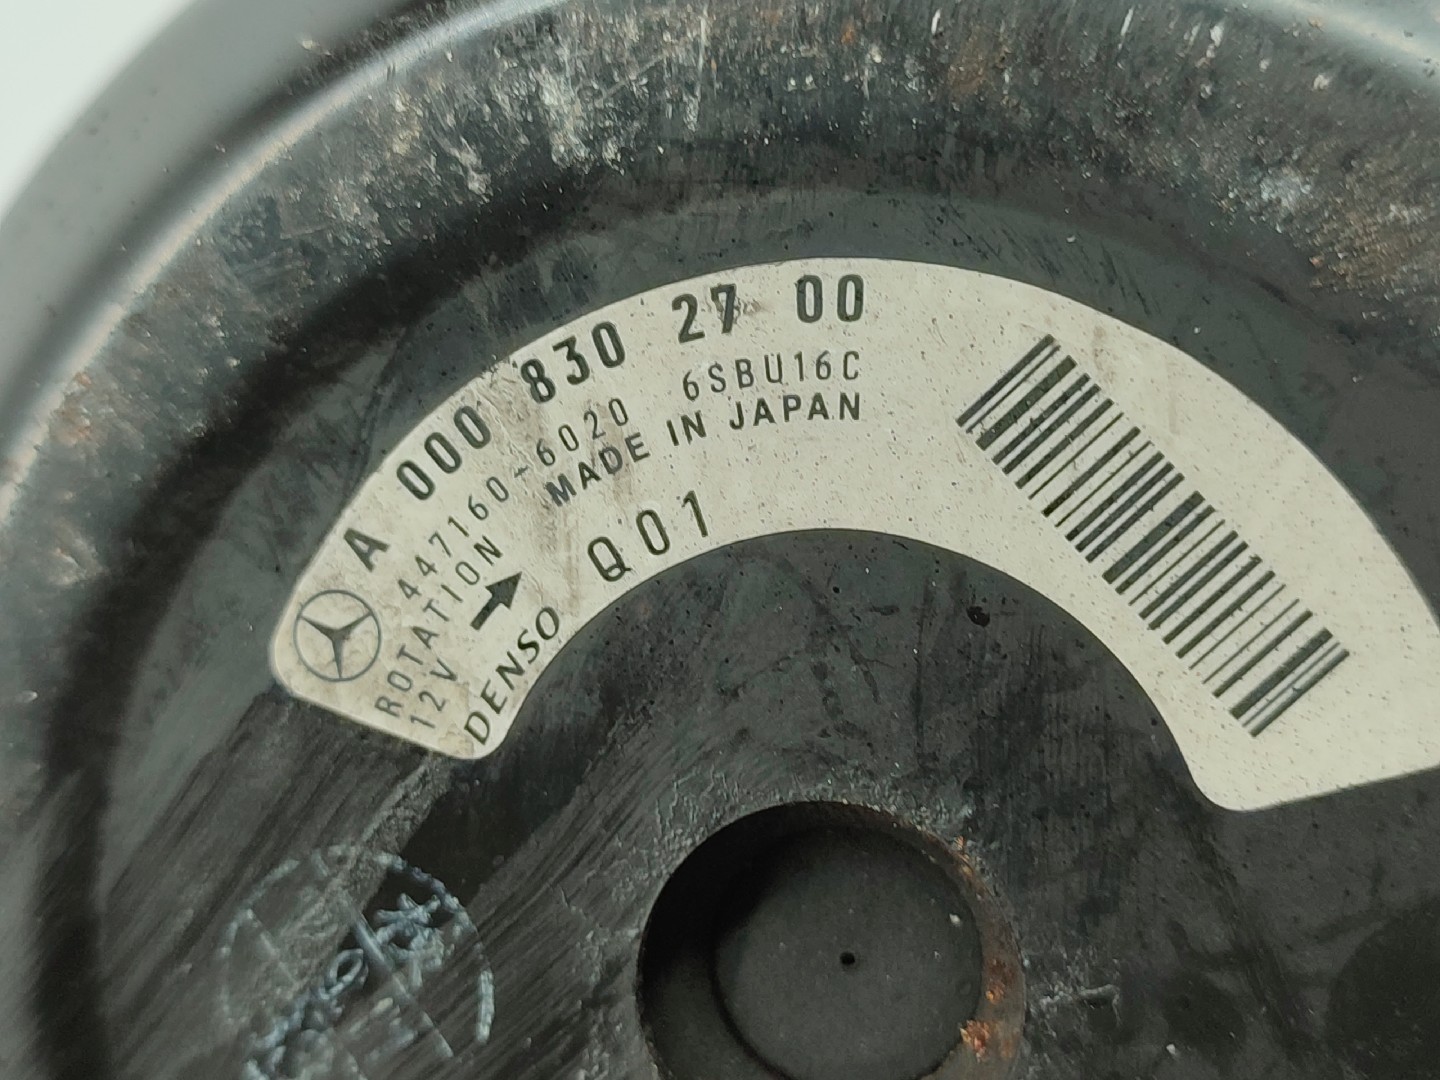 A 000 830 27 00
447160-6020 6SBU16C
ROTATION MADE IN JAPAN
12V Q01
DENSO